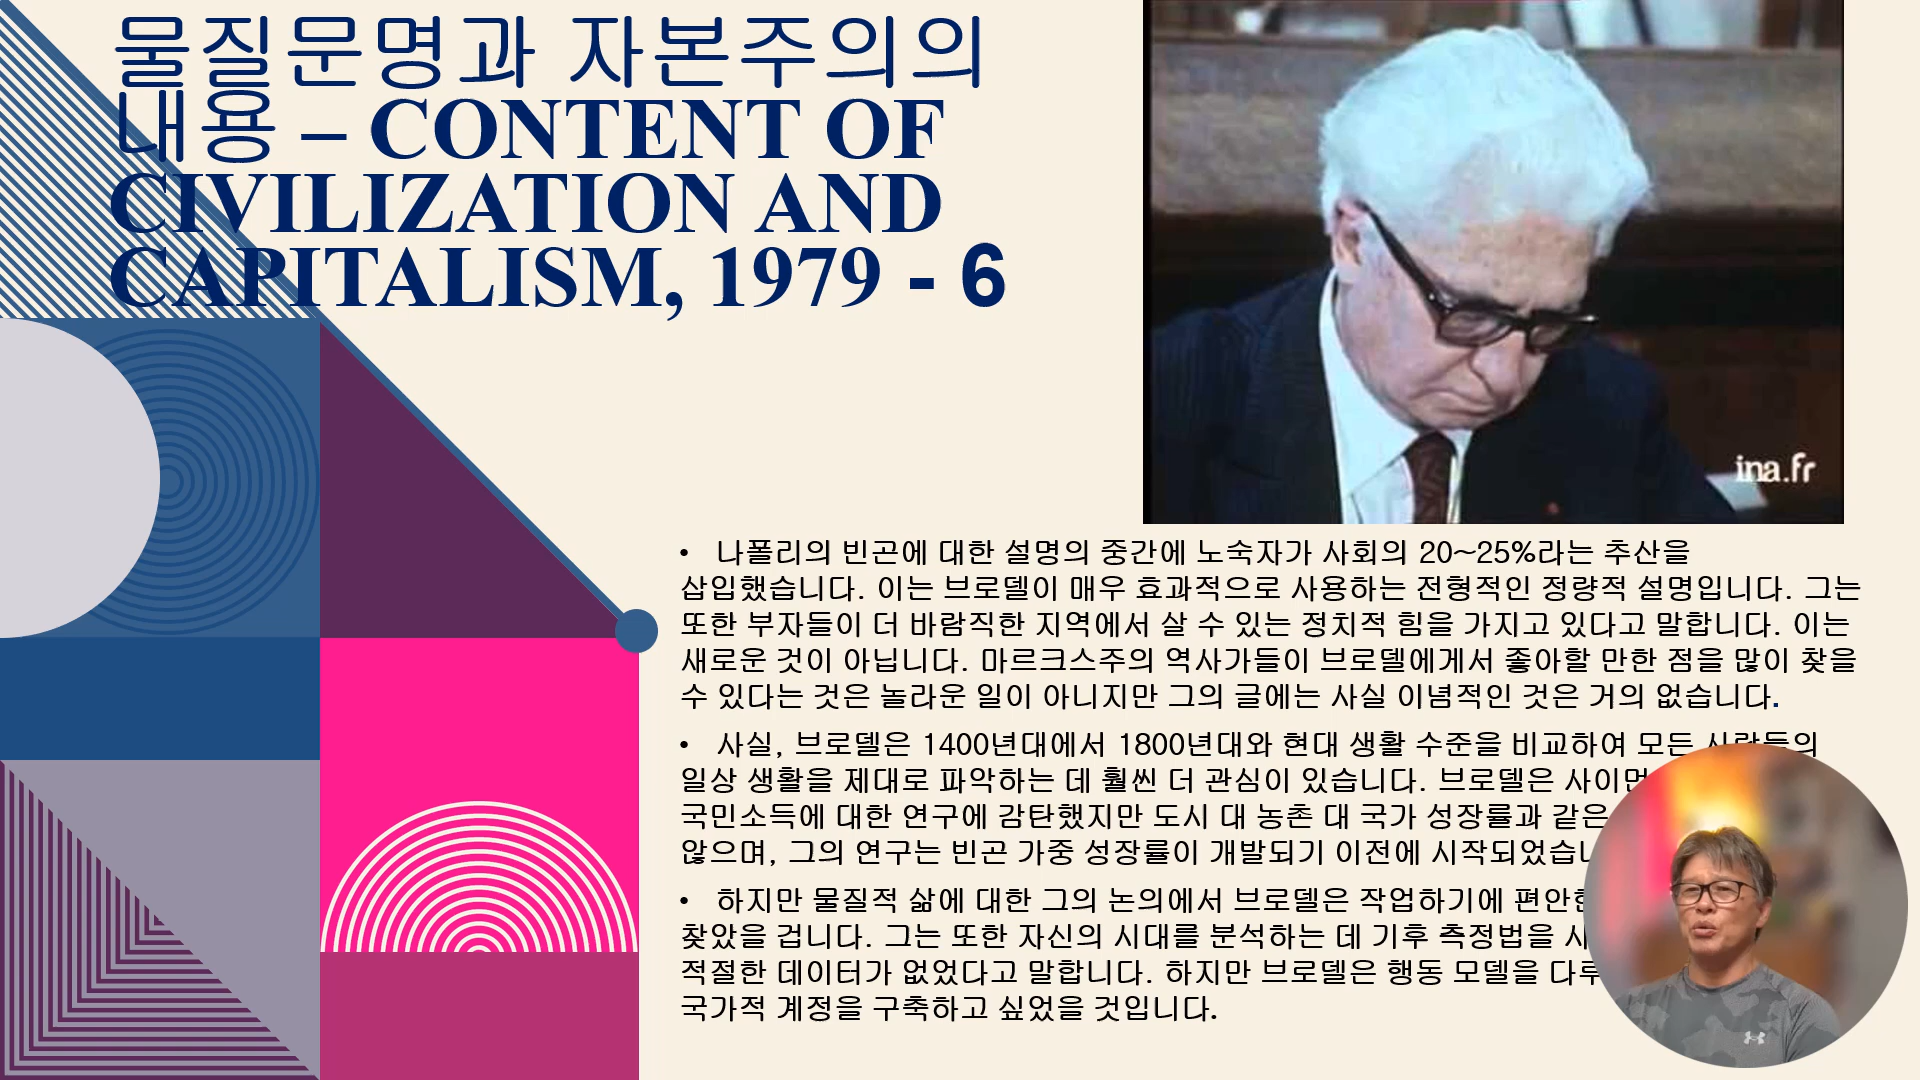 물질문명과 자본주의의
내용 – CONTENT OF
CIVILIZATION AND
CAPITALISM, 1979 - 6
ina.fr
• 나폴리의 빈곤에 대한 설명의 중간에 노숙자가 사회의 20~25%라는 추산을
삽입했습니다. 이는 브로델이 매우 효과적으로 사용하는 전형적인 정량적 설명입니다. 그는
또한 부자들이 더 바람직한 지역에서 살 수 있는 정치적 힘을 가지고 있다고 말합니다. 이는
새로운 것이 아닙니다. 마르크스주의 역사가들이 브로델에게서 좋아할 만한 점을 많이 찾을
수 있다는 것은 놀라운 일이 아니지만 그의 글에는 사실 이념적인 것은 거의 없습니다.
• 사실, 브로델은 1400년대에서 1800년대와 현대 생활 수준을 비교하여 모든 사람들의
일상 생활을 제대로 파악하는 데 훨씬 더 관심이 있습니다. 브로델은 사이먼
국민소득에 대한 연구에 감탄했지만 도시 대 농촌 대 국가 성장률과 같은
않으며, 그의 연구는 빈곤 가중 성장률이 개발되기 이전에 시작되었습
• 하지만 물질적 삶에 대한 그의 논의에서 브로델은 작업하기에 편안한
찾았을 겁니다. 그는 또한 자신의 시대를 분석하는 데 기후 측정법을
적절한 데이터가 없었다고 말합니다. 하지만 브로델은 행동 모델을
국가적 계정을 구축하고 싶었을 것입니다.